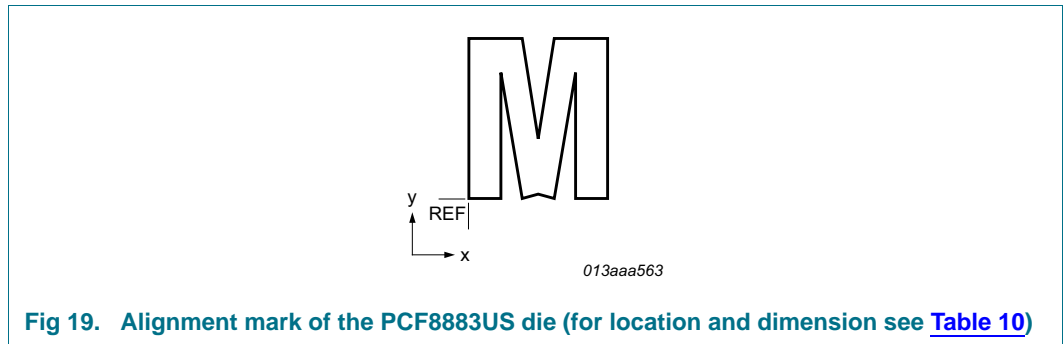 M
y
REF
x
013aaa563
Fig 19. Alignment mark of the PCF8883US die (for location and dimension see Table 10)